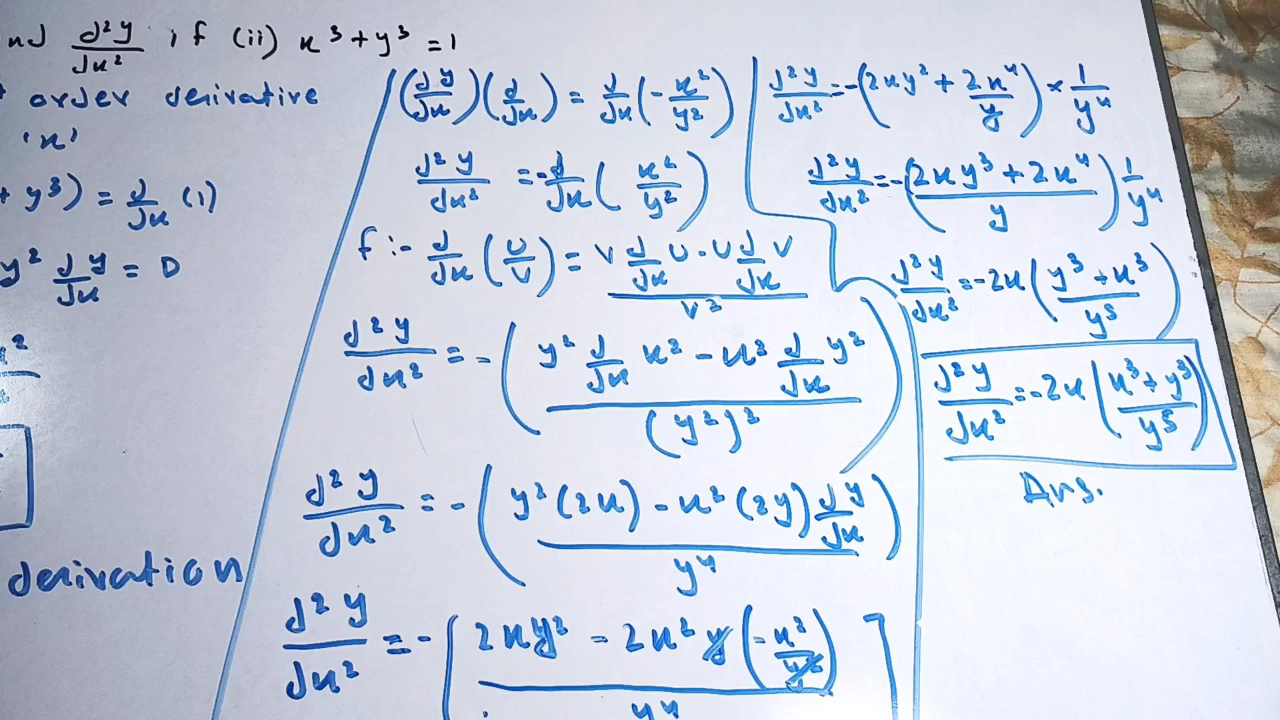 nd d²y/dx² if (ii) x³ + y³ = 1
order derivative
'x'
+ y³) = d/dx (1)
y² dy/dx = 0
derivation
(dy/dx)(d/dx) = d/dx(-x²/y²)
d²y/dx² = -d/dx(x²/y²)
f :- d/dx(U/V) = (V d/dx U - U d/dx V)/V²
d²y/dx² = -((y² d/dx x² - x² d/dx y²)/(y²)²)
d²y/dx² = -((y²(2x) - x²(2y) dy/dx)/y⁴)
d²y/dx² = -[(2xy² - 2x²y(-x²/y²))/y⁴]
d²y/dx² = -(2xy² + 2x⁴/y) × 1/y⁴
d²y/dx² = -((2xy³ + 2x⁴)/y) 1/y⁴
d²y/dx² = -2x((y³ + x³)/y⁵)
d²y/dx² = -2x((x³ + y³)/y⁵)
Ans.